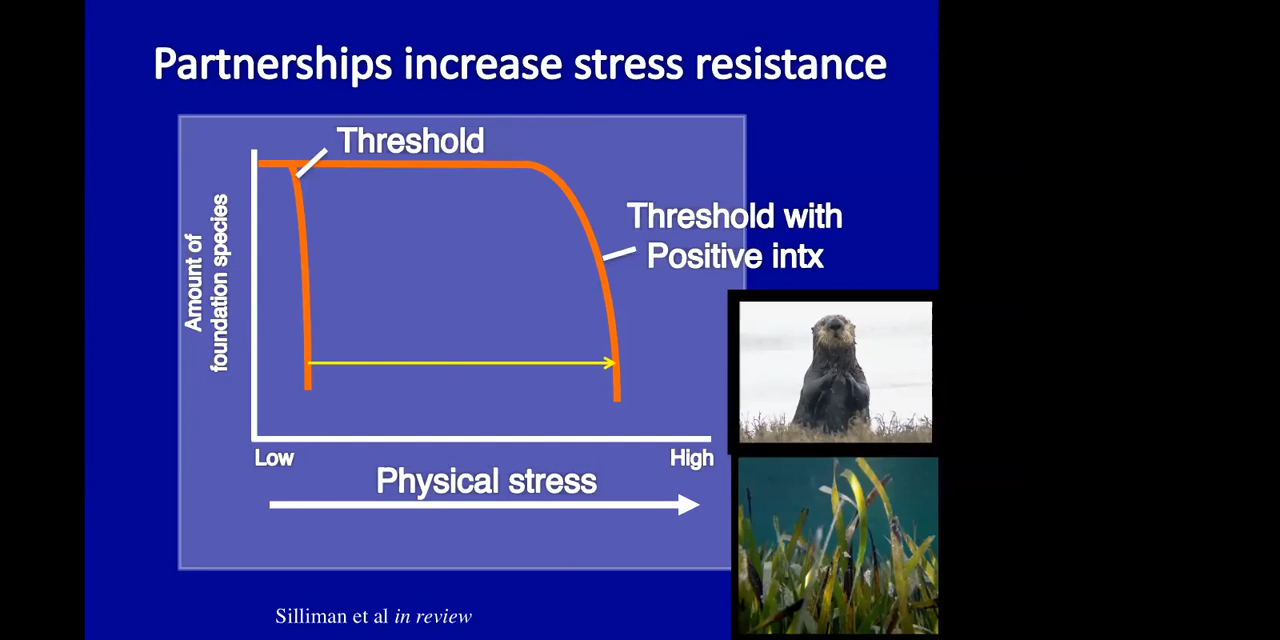 Partnerships increase stress resistance
Threshold
Threshold with
Positive intx
Amount of
foundation species
Low
High
Physical stress
Silliman et al in review